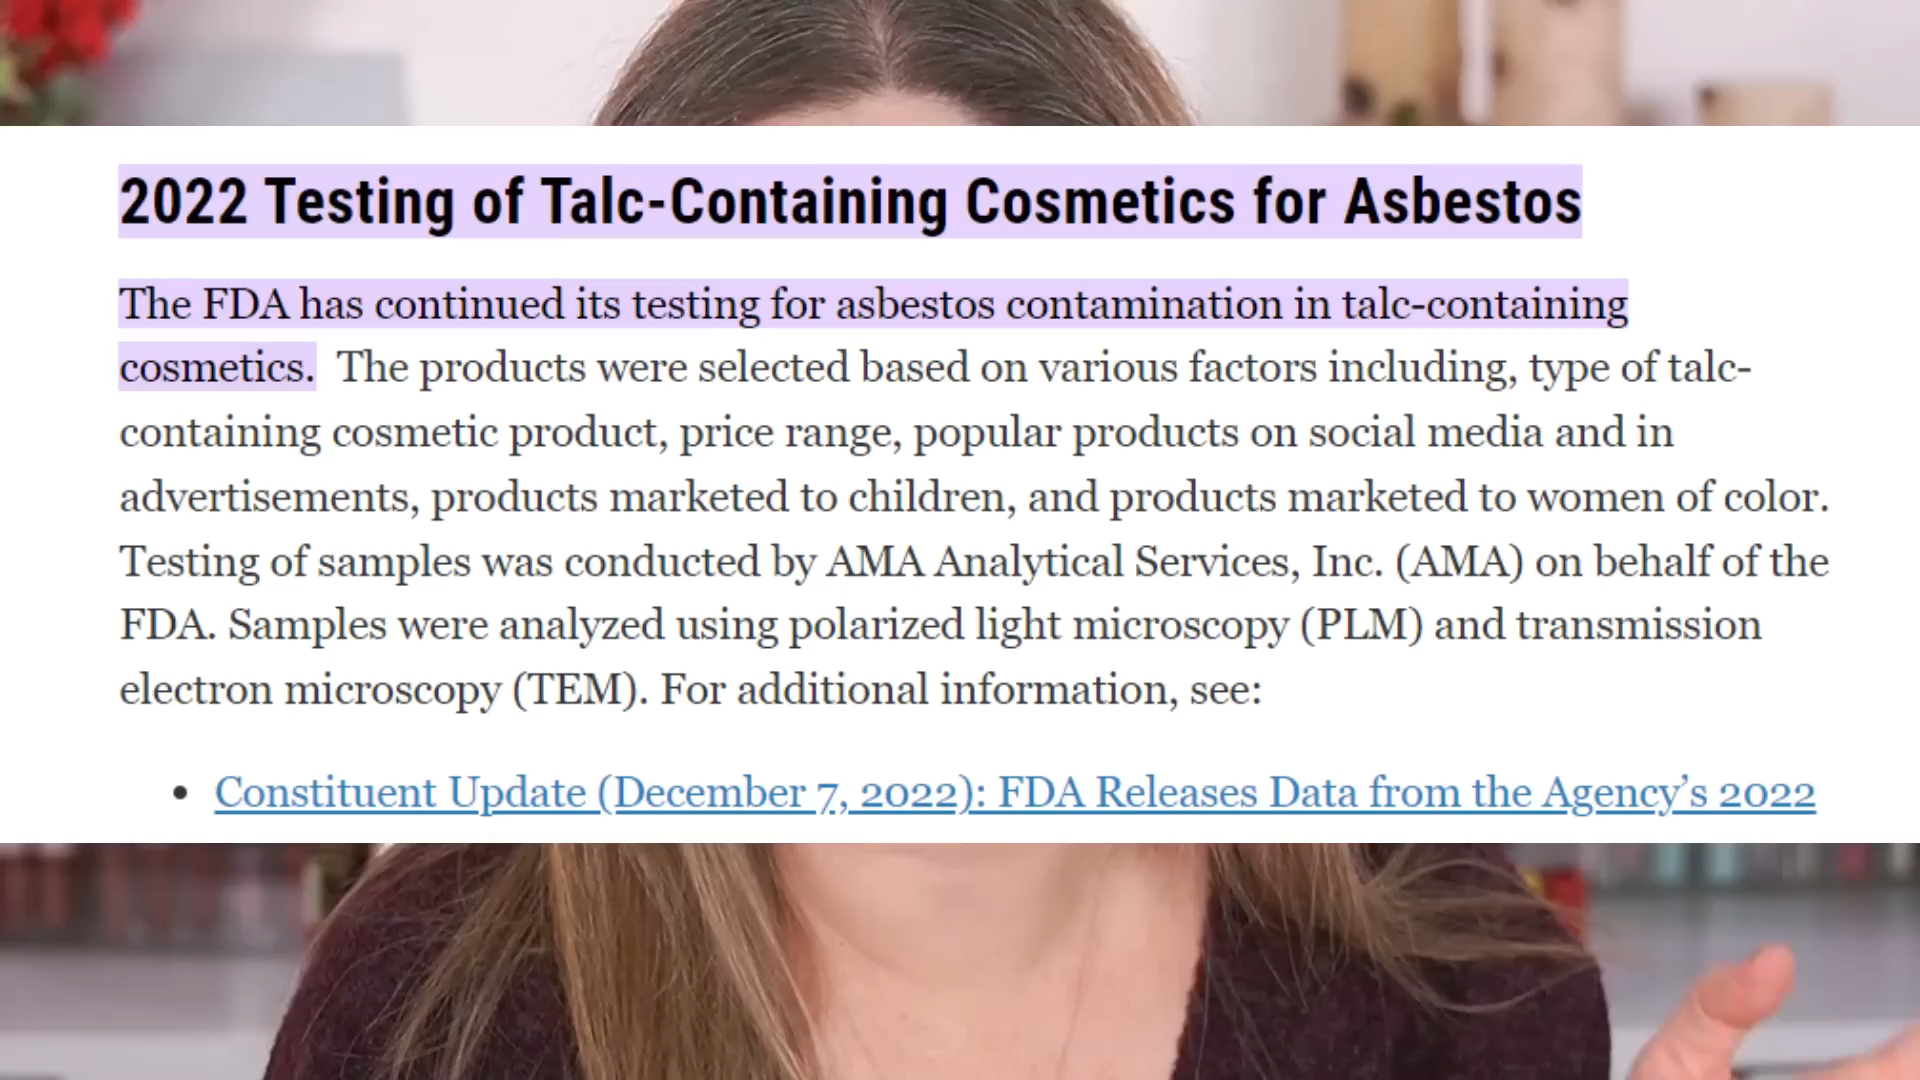 2022 Testing of Talc-Containing Cosmetics for Asbestos
The FDA has continued its testing for asbestos contamination in talc-containing
cosmetics. The products were selected based on various factors including, type of talc-
containing cosmetic product, price range, popular products on social media and in
advertisements, products marketed to children, and products marketed to women of color.
Testing of samples was conducted by AMA Analytical Services, Inc. (AMA) on behalf of the
FDA. Samples were analyzed using polarized light microscopy (PLM) and transmission
electron microscopy (TEM). For additional information, see:
• Constituent Update (December 7, 2022): FDA Releases Data from the Agency’s 2022